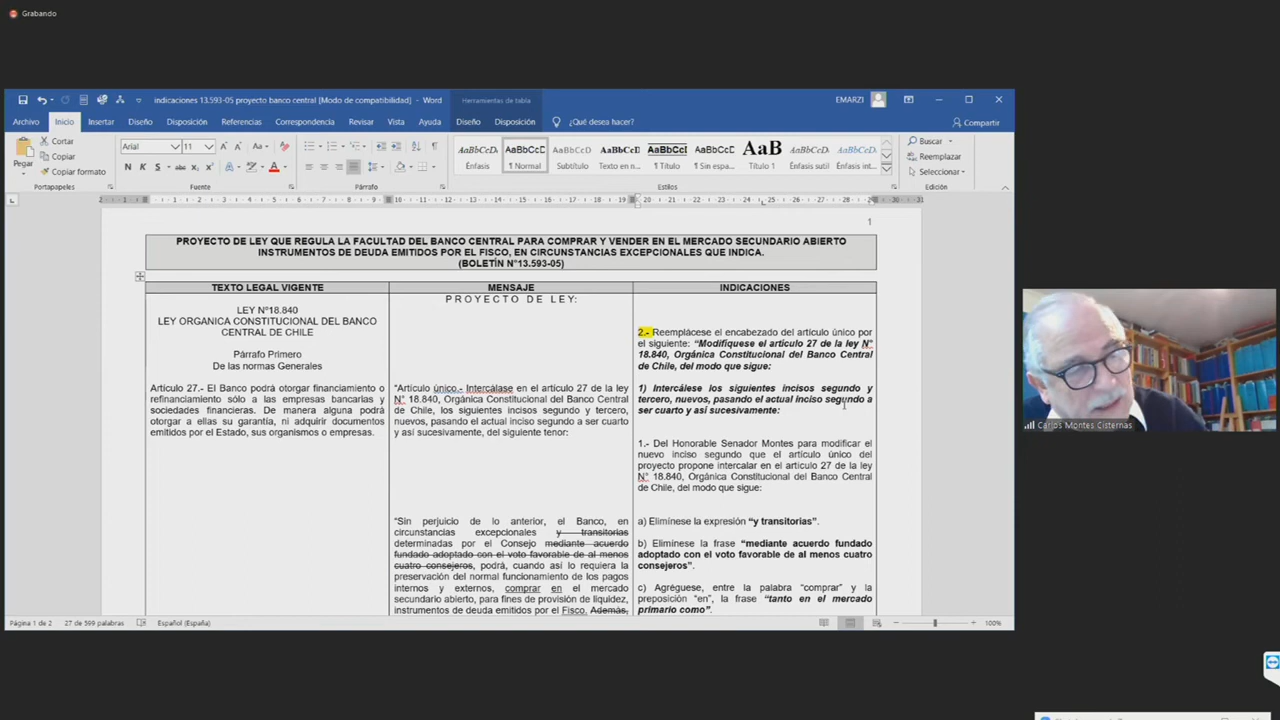 Grabando
indicaciones 13.593-05 proyecto banco central [Modo de compatibilidad] - Word
Herramientas de tabla
EMARZI
Archivo
Inicio
Insertar
Diseño
Disposición
Referencias
Correspondencia
Revisar
Vista
Ayuda
Diseño
Disposición
¿Qué desea hacer?
Compartir
Pegar
Cortar
Copiar
Copiar formato
Portapapeles
Arial
11
N K S abc x₂ x²
Fuente
Párrafo
AaBbCcDc
Énfasis
AaBbCcC
¶ Normal
AaBbCcD
Subtítulo
AaBbCcDc
Texto en n...
AaBbCcDc
¶ Título
AaBbCcDc
¶ Sin espa...
AaB
Título 1
AaBbCcDc
Énfasis sutil
AaBbCcDc
Énfasis int...
Estilos
Buscar
Reemplazar
Seleccionar
Edición
1
PROYECTO DE LEY QUE REGULA LA FACULTAD DEL BANCO CENTRAL PARA COMPRAR Y VENDER EN EL MERCADO SECUNDARIO ABIERTO
INSTRUMENTOS DE DEUDA EMITIDOS POR EL FISCO, EN CIRCUNSTANCIAS EXCEPCIONALES QUE INDICA.
(BOLETÍN N°13.593-05)
TEXTO LEGAL VIGENTE
LEY N°18.840
LEY ORGANICA CONSTITUCIONAL DEL BANCO
CENTRAL DE CHILE
Párrafo Primero
De las normas Generales
Artículo 27.- El Banco podrá otorgar financiamiento o
refinanciamiento sólo a las empresas bancarias y
sociedades financieras. De manera alguna podrá
otorgar a ellas su garantía, ni adquirir documentos
emitidos por el Estado, sus organismos o empresas.
MENSAJE
P R O Y E C T O D E L E Y:
“Artículo único.- Intercálase en el artículo 27 de la ley
N° 18.840, Orgánica Constitucional del Banco Central
de Chile, los siguientes incisos segundo y tercero,
nuevos, pasando el actual inciso segundo a ser cuarto
y así sucesivamente, del siguiente tenor:
“Sin perjuicio de lo anterior, el Banco, en
circunstancias excepcionales y transitorias
determinadas por el Consejo mediante acuerdo
fundado adoptado con el voto favorable de al menos
cuatro consejeros, podrá, cuando así lo requiera la
preservación del normal funcionamiento de los pagos
internos y externos, comprar en el mercado
secundario abierto, para fines de provisión de liquidez,
instrumentos de deuda emitidos por el Fisco. Además,
INDICACIONES
2.- Reemplácese el encabezado del artículo único por
el siguiente: “Modifíquese el artículo 27 de la ley N°
18.840, Orgánica Constitucional del Banco Central
de Chile, del modo que sigue:
1) Intercálese los siguientes incisos segundo y
tercero, nuevos, pasando el actual inciso segundo a
ser cuarto y así sucesivamente:
1.- Del Honorable Senador Montes para modificar el
nuevo inciso segundo que el artículo único del
proyecto propone intercalar en el artículo 27 de la ley
N° 18.840, Orgánica Constitucional del Banco Central
de Chile, del modo que sigue:
a) Elimínese la expresión “y transitorias”.
b) Elimínese la frase “mediante acuerdo fundado
adoptado con el voto favorable de al menos cuatro
consejeros”.
c) Agréguese, entre la palabra “comprar” y la
preposición “en”, la frase “tanto en el mercado
primario como”.
Carlos Montes Cisternas
Página 1 de 2
27 de 599 palabras
Español (España)
100%